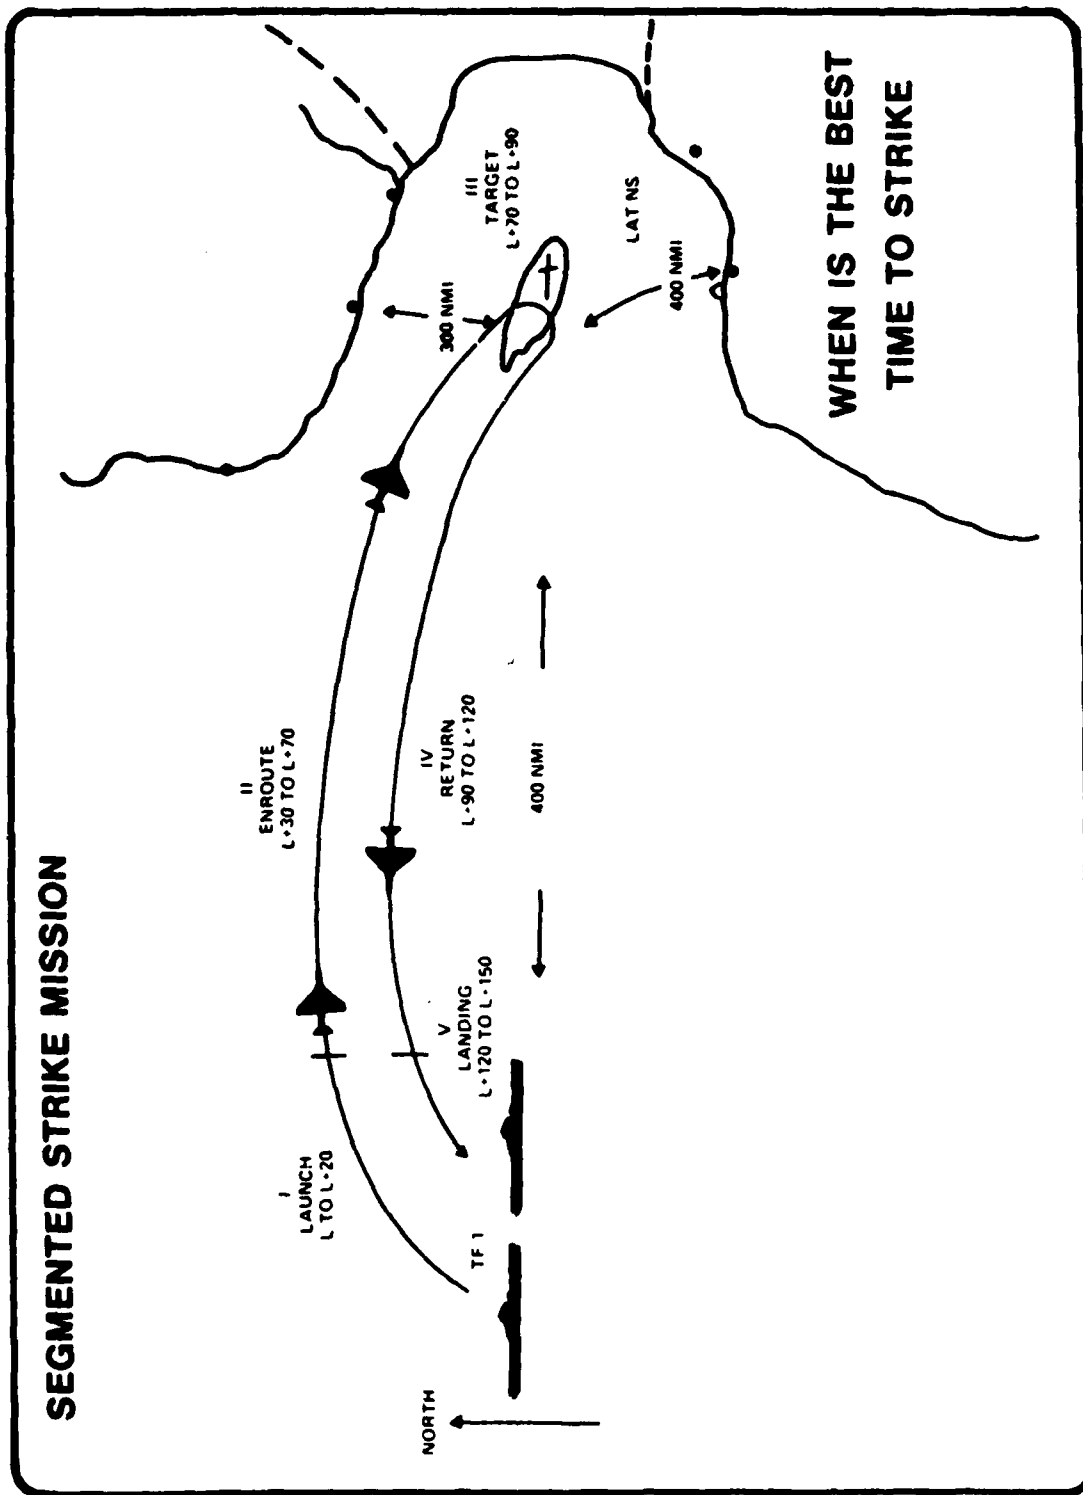 SEGMENTED STRIKE MISSION
I
LAUNCH
L TO L+20
II
ENROUTE
L+30 TO L+70
III
TARGET
L+70 TO L+90
IV
RETURN
L+90 TO L+120
V
LANDING
L+120 TO L+150
300 NMI
400 NMI
LAT NS
400 NMI
TF 1
NORTH
WHEN IS THE BEST
TIME TO STRIKE